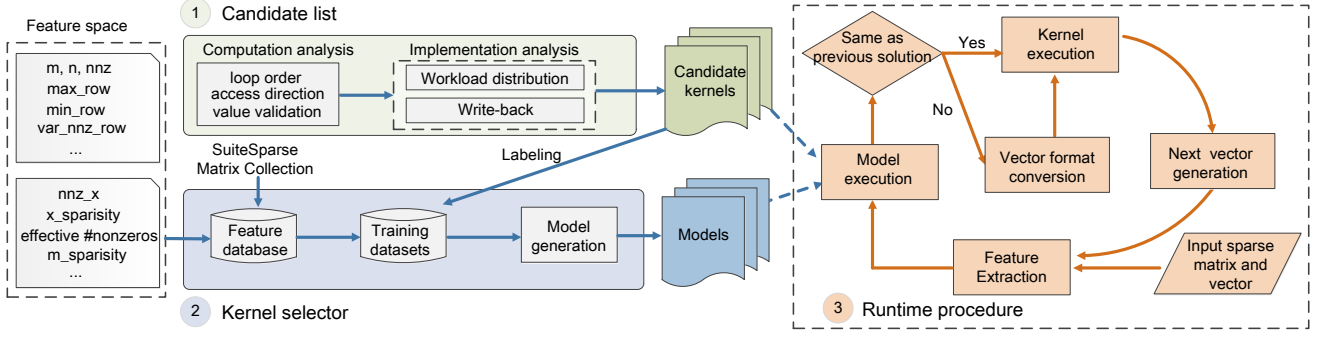 Feature space
m, n, nnz
max_row
min_row
var_nnz_row
...
nnz_x
x_sparisity
effective #nonzeros
m_sparisity
...
1 Candidate list
Computation analysis
loop order
access direction
value validation
Implementation analysis
Workload distribution
Write-back
Candidate
kernels
SuiteSparse
Matrix Collection
Labeling
Feature
database
Training
datasets
Model
generation
Models
2 Kernel selector
Same as
previous solution
Yes
No
Kernel
execution
Model
execution
Vector format
conversion
Next vector
generation
Feature
Extraction
Input sparse
matrix and
vector
3 Runtime procedure